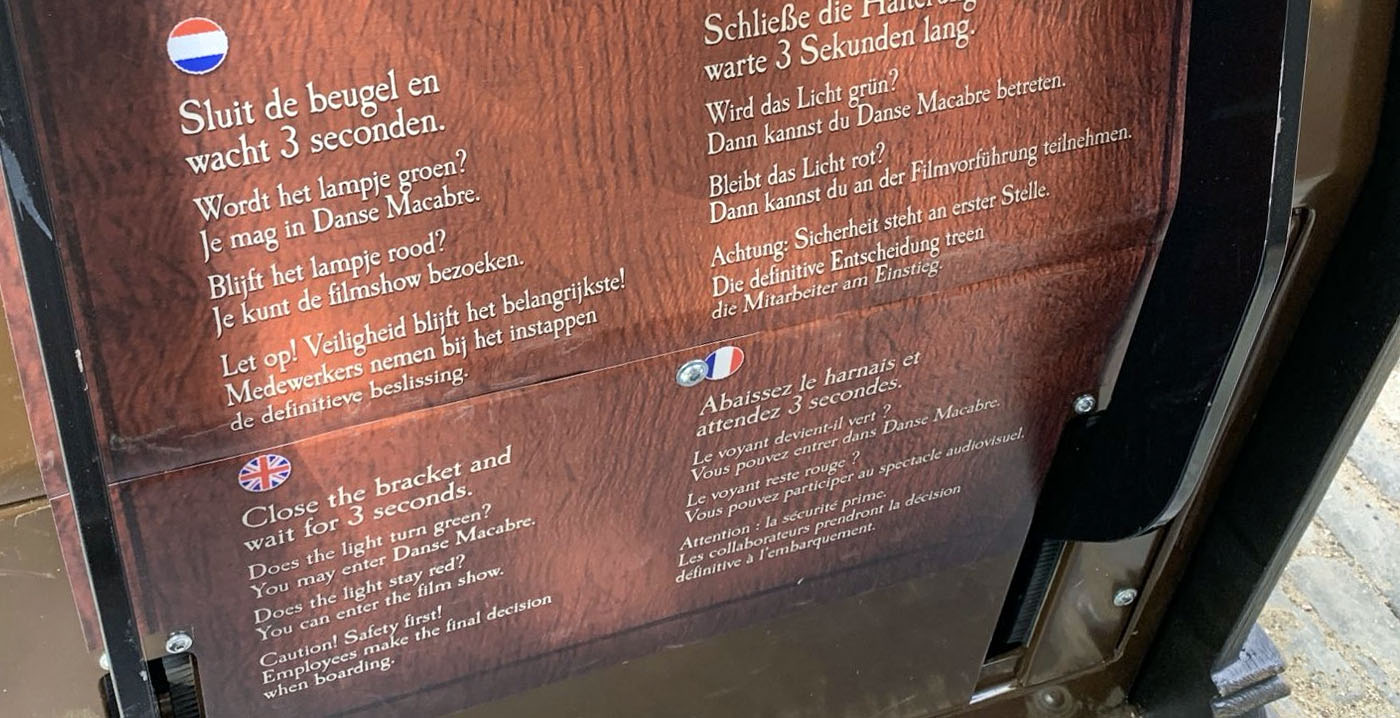 Sluit de beugel en
wacht 3 seconden.
Wordt het lampje groen?
Je mag in Danse Macabre.
Blijft het lampje rood?
Je kunt de filmshow bezoeken.
Let op! Veiligheid blijft het belangrijkste!
Medewerkers nemen bij het instappen
de definitieve beslissing.
Schließe die Halterung
warte 3 Sekunden lang.
Wird das Licht grün?
Dann kannst du Danse Macabre betreten.
Bleibt das Licht rot?
Dann kannst du an der Filmvorführung teilnehmen.
Achtung: Sicherheit steht an erster Stelle.
Die definitive Entscheidung treen
die Mitarbeiter am Einstieg.
Close the bracket and
wait for 3 seconds.
Does the light turn green?
You may enter Danse Macabre.
Does the light stay red?
You can enter the film show.
Caution! Safety first!
Employees make the final decision
when boarding.
Abaissez le harnais et
attendez 3 secondes.
Le voyant devient-il vert ?
Vous pouvez entrer dans Danse Macabre.
Le voyant reste rouge ?
Vous pouvez participer au spectacle audiovisuel.
Attention : la sécurité prime.
Les collaborateurs prendront la décision
définitive à l'embarquement.